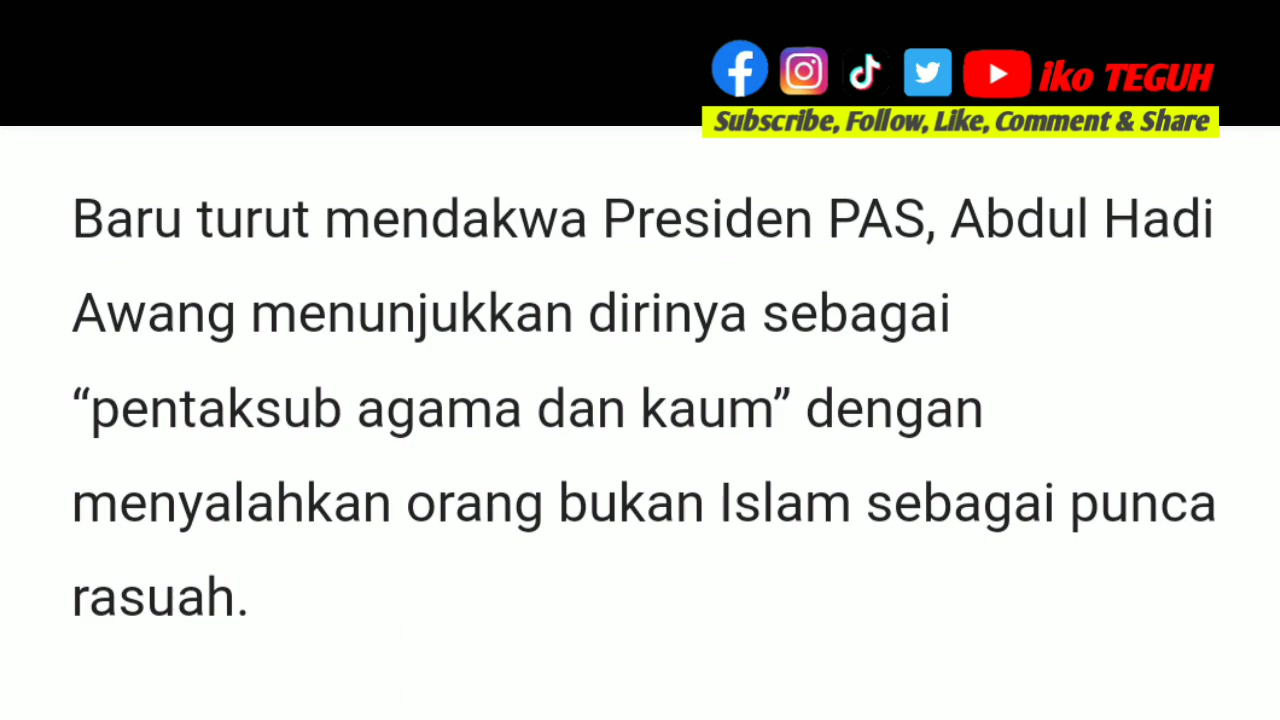 iko TEGUH
Subscribe, Follow, Like, Comment & Share
Baru turut mendakwa Presiden PAS, Abdul Hadi
Awang menunjukkan dirinya sebagai
“pentaksub agama dan kaum” dengan
menyalahkan orang bukan Islam sebagai punca
rasuah.